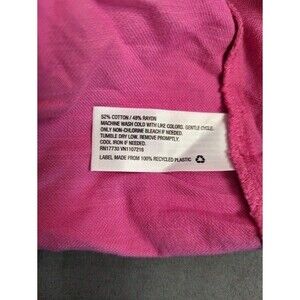 52% COTTON / 48% RAYON
MACHINE WASH COLD WITH LIKE COLORS. GENTLE CYCLE.
ONLY NON-CHLORINE BLEACH IF NEEDED.
TUMBLE DRY LOW. REMOVE PROMPTLY.
COOL IRON IF NEEDED.
RN17730 VN1107216
LABEL MADE FROM 100% RECYCLED PLASTIC